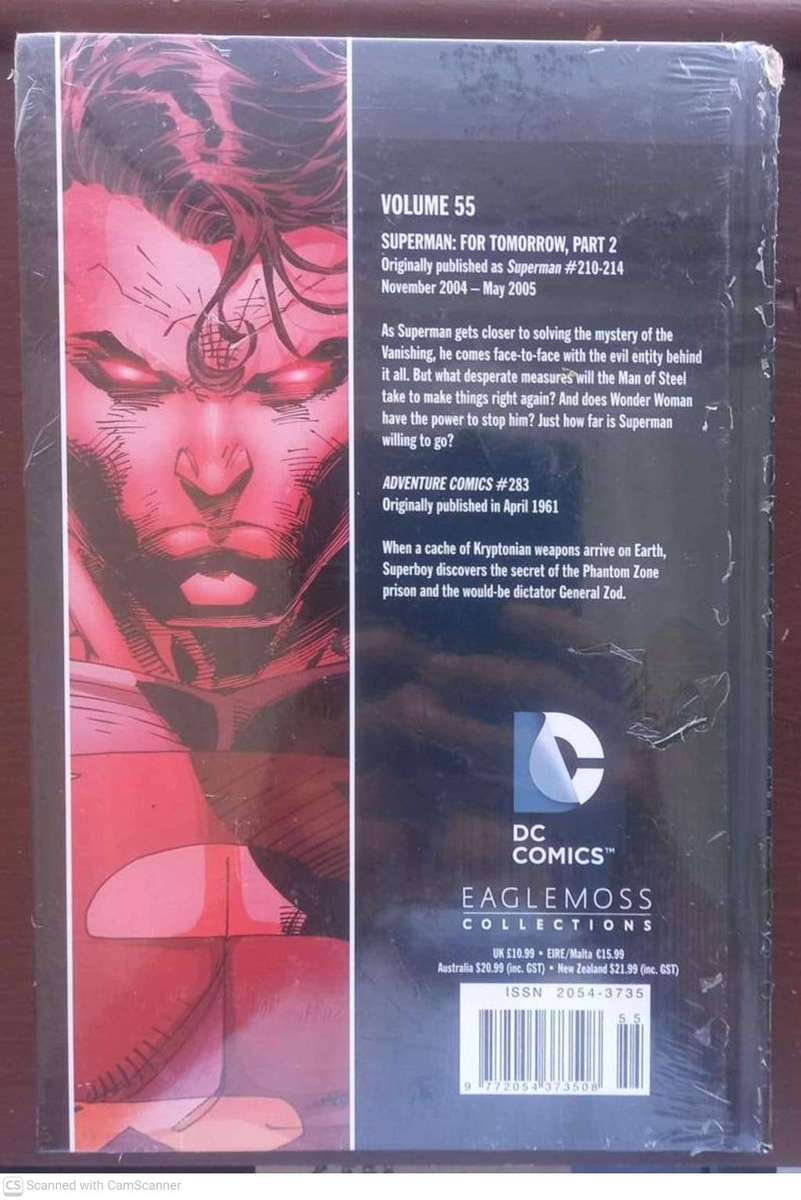 VOLUME 55
SUPERMAN: FOR TOMORROW, PART 2
Originally published as Superman #210-214
November 2004 – May 2005
As Superman gets closer to solving the mystery of the
Vanishing, he comes face-to-face with the evil entity behind
it all. But what desperate measures will the Man of Steel
take to make things right again? And does Wonder Woman
have the power to stop him? Just how far is Superman
willing to go?
ADVENTURE COMICS #283
Originally published in April 1961
When a cache of Kryptonian weapons arrive on Earth,
Superboy discovers the secret of the Phantom Zone
prison and the would-be dictator General Zod.
DC
COMICS™
EAGLEMOSS
COLLECTIONS
UK £10.99 • EIRE/Malta €15.99
Australia $20.99 (inc. GST) • New Zealand $21.99 (inc. GST)
ISSN 2054-3735
55
9 772054 373508
CS Scanned with CamScanner